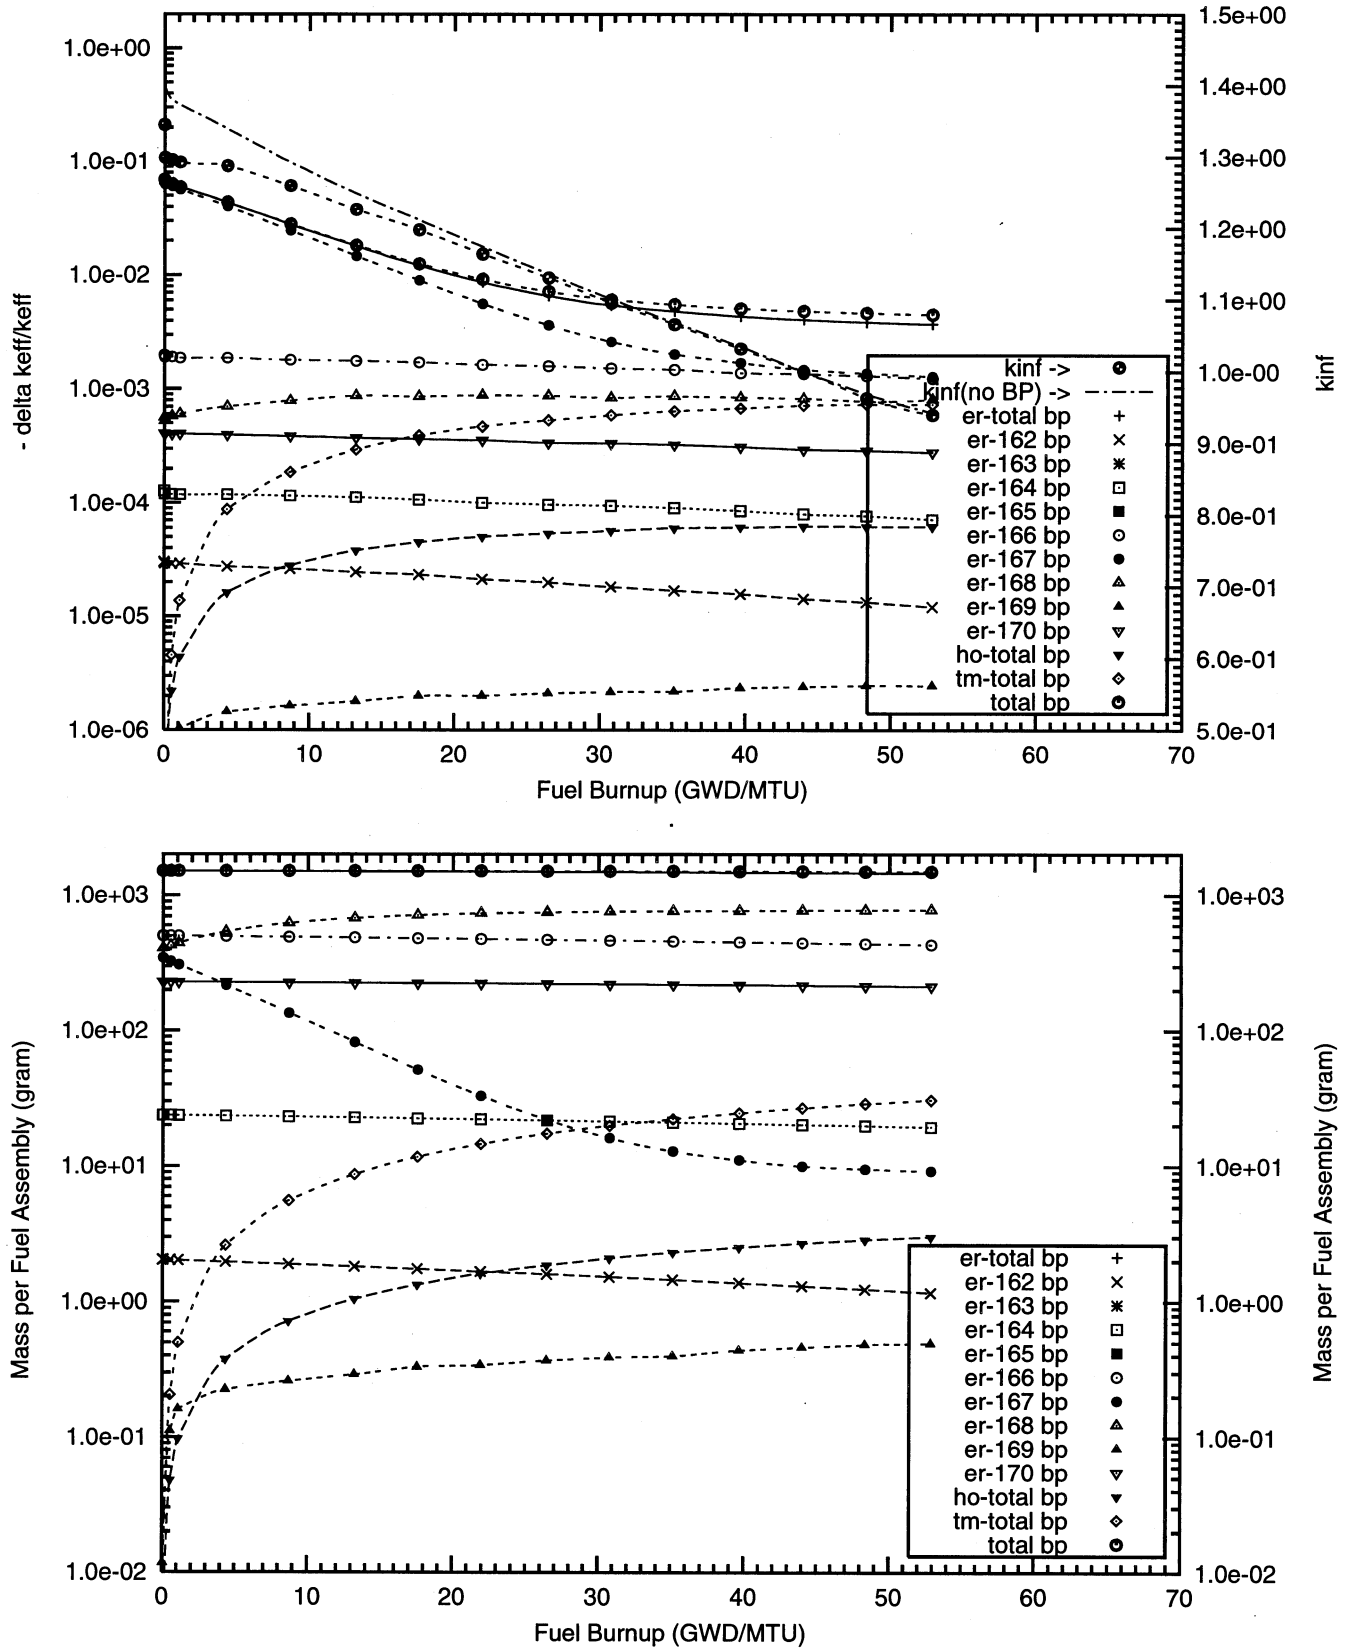 1.0e+00
1.0e-01
1.0e-02
1.0e-03
1.0e-04
1.0e-05
1.0e-06
- delta keff/keff
1.5e+00
1.4e+00
1.3e+00
1.2e+00
1.1e+00
1.0e-00
9.0e-01
8.0e-01
7.0e-01
6.0e-01
5.0e-01
kinf
kinf ->
kinf(no BP) ->
er-total bp
er-162 bp
er-163 bp
er-164 bp
er-165 bp
er-166 bp
er-167 bp
er-168 bp
er-169 bp
er-170 bp
ho-total bp
tm-total bp
total bp
0 10 20 30 40 50 60 70
Fuel Burnup (GWD/MTU)
1.0e+03
1.0e+02
1.0e+01
1.0e+00
1.0e-01
1.0e-02
Mass per Fuel Assembly (gram)
1.0e+03
1.0e+02
1.0e+01
1.0e+00
1.0e-01
1.0e-02
Mass per Fuel Assembly (gram)
er-total bp
er-162 bp
er-163 bp
er-164 bp
er-165 bp
er-166 bp
er-167 bp
er-168 bp
er-169 bp
er-170 bp
ho-total bp
tm-total bp
total bp
0 10 20 30 40 50 60 70
Fuel Burnup (GWD/MTU)